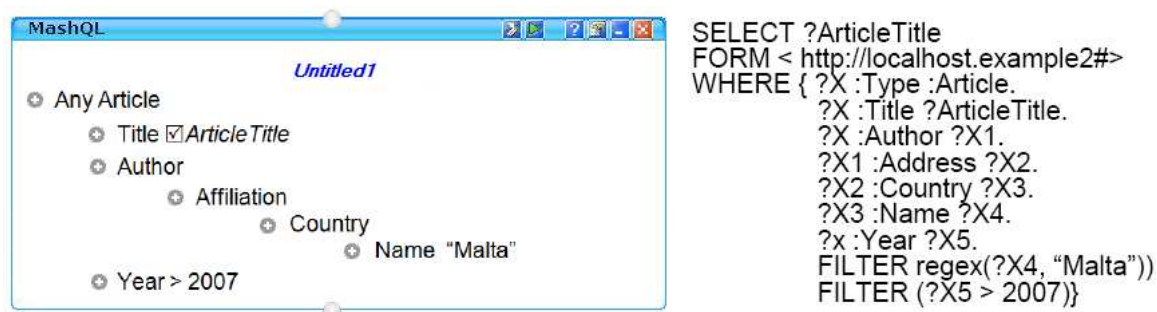 MashQL
Untitled1
Any Article
Title ArticleTitle
Author
Affiliation
Country
Name “Malta”
Year > 2007
SELECT ?ArticleTitle
FORM < http://localhost.example2#>
WHERE { ?X :Type :Article.
?X :Title ?ArticleTitle.
?X :Author ?X1.
?X1 :Address ?X2.
?X2 :Country ?X3.
?X3 :Name ?X4.
?x :Year ?X5.
FILTER regex(?X4, “Malta”))
FILTER (?X5 > 2007)}